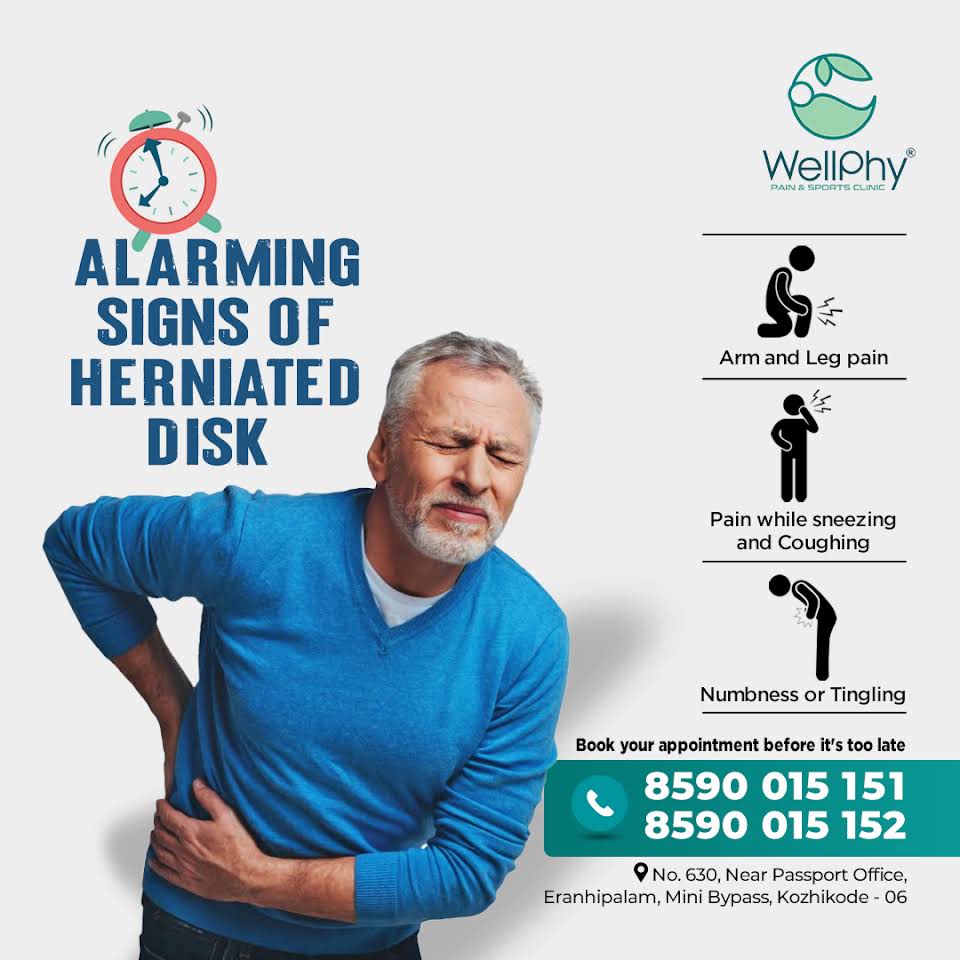 WellPhy®
PAIN & SPORTS CLINIC
ALARMING
SIGNS OF
HERNIATED
DISK
Arm and Leg pain
Pain while sneezing
and Coughing
Numbness or Tingling
Book your appointment before it's too late
8590 015 151
8590 015 152
No. 630, Near Passport Office,
Eranhipalam, Mini Bypass, Kozhikode - 06